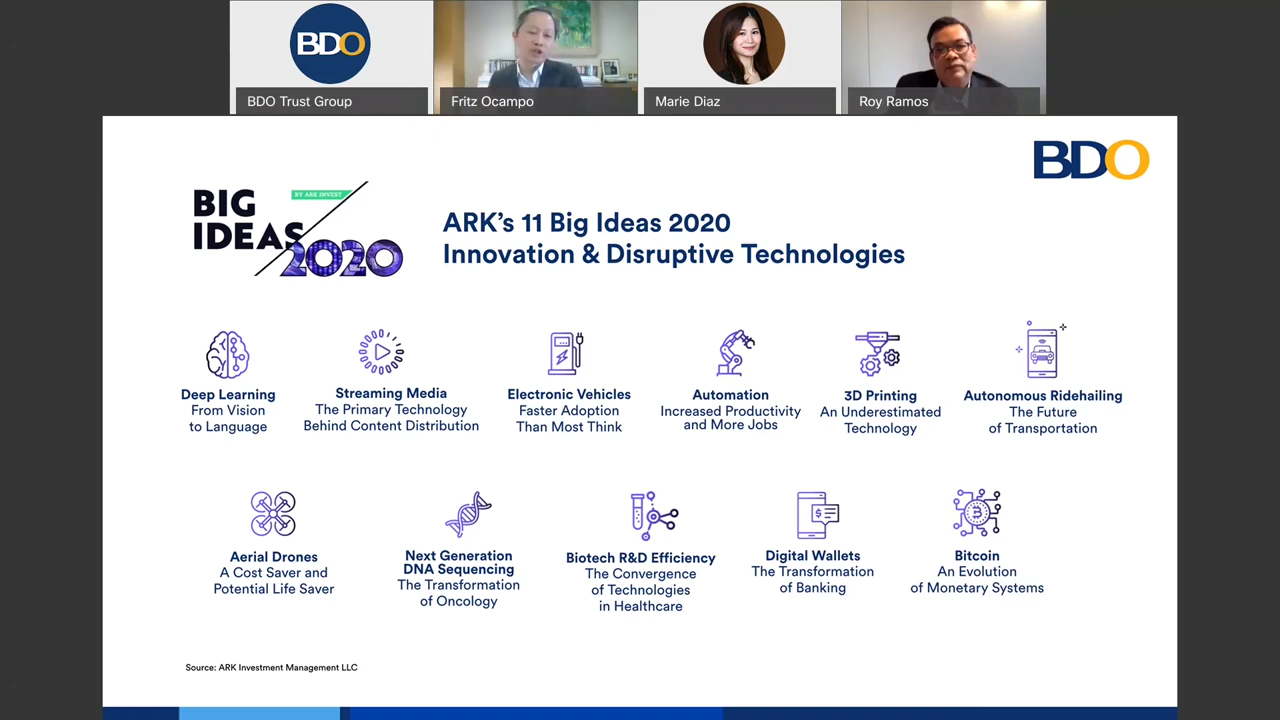 BDO
BDO Trust Group
Fritz Ocampo
Marie Diaz
Roy Ramos
BDO
BIG
IDEAS
BY ARK INVEST
2020
ARK's 11 Big Ideas 2020
Innovation & Disruptive Technologies
Deep Learning
From Vision
to Language
Streaming Media
The Primary Technology
Behind Content Distribution
Electronic Vehicles
Faster Adoption
Than Most Think
Automation
Increased Productivity
and More Jobs
3D Printing
An Underestimated
Technology
Autonomous Ridehailing
The Future
of Transportation
Aerial Drones
A Cost Saver and
Potential Life Saver
Next Generation
DNA Sequencing
The Transformation
of Oncology
Biotech R&D Efficiency
The Convergence
of Technologies
in Healthcare
Digital Wallets
The Transformation
of Banking
Bitcoin
An Evolution
of Monetary Systems
Source: ARK Investment Management LLC